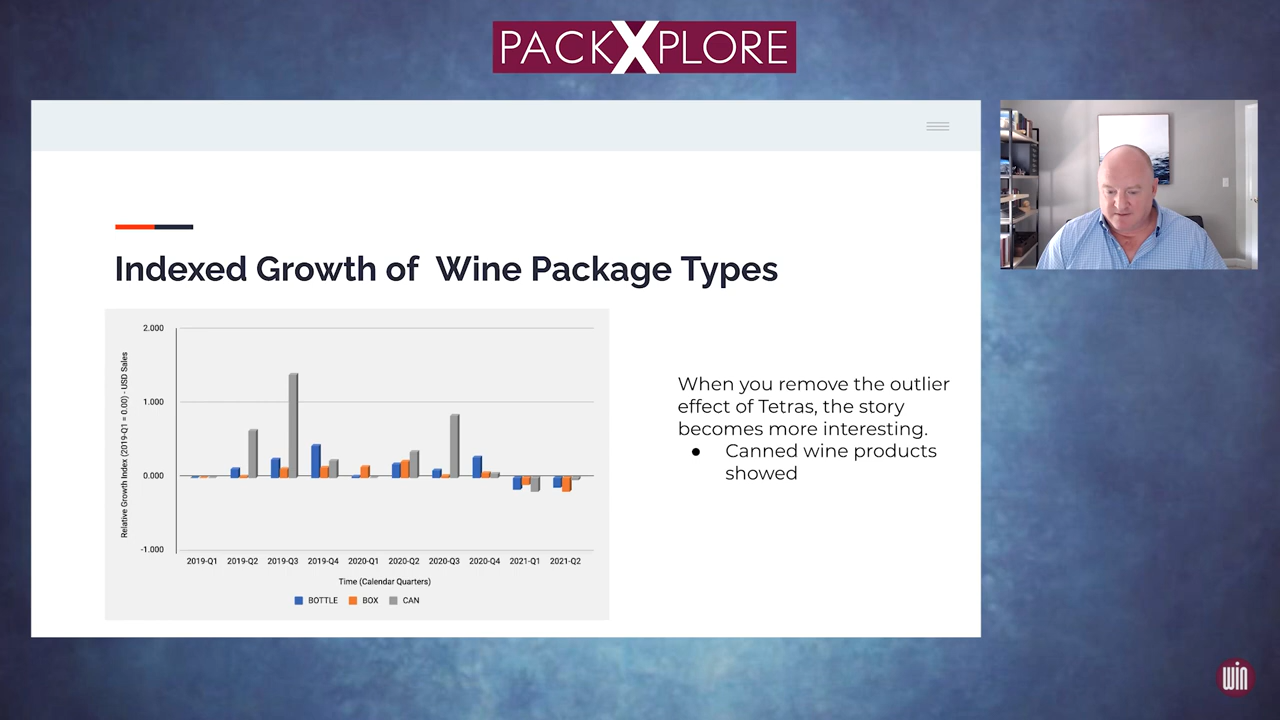 PACKXPLORE
Indexed Growth of Wine Package Types
2.000
1.000
0.000
-1.000
Relative Growth Index (2019-Q1 = 0.00) - USD Sales
2019-Q1 2019-Q2 2019-Q3 2019-Q4 2020-Q1 2020-Q2 2020-Q3 2020-Q4 2021-Q1 2021-Q2
Time (Calendar Quarters)
BOTTLE BOX CAN
When you remove the outlier
effect of Tetras, the story
becomes more interesting.
● Canned wine products
showed
win